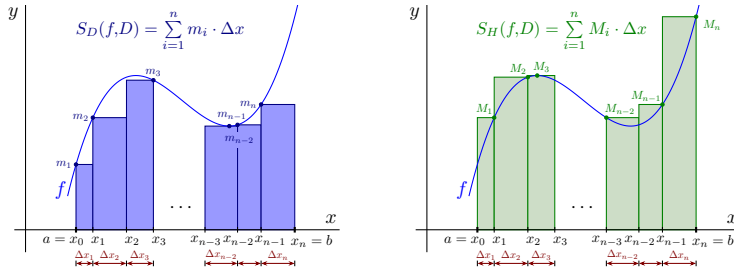 y
S_D(f,D) = \sum_{i=1}^{n} m_i · Δx
m_1
m_2
m_3
m_{n-1}
m_{n-2}
m_n
f
...
x
a = x_0 x_1 x_2 x_3 x_{n-3} x_{n-2} x_{n-1} x_n = b
Δx_1 Δx_2 Δx_3 Δx_{n-2} Δx_n
y
S_H(f,D) = \sum_{i=1}^{n} M_i · Δx
M_n
M_1
M_2
M_3
M_{n-2}
M_{n-1}
f
...
x
a = x_0 x_1 x_2 x_3 x_{n-3} x_{n-2} x_{n-1} x_n = b
Δx_1 Δx_2 Δx_3 Δx_{n-2} Δx_n